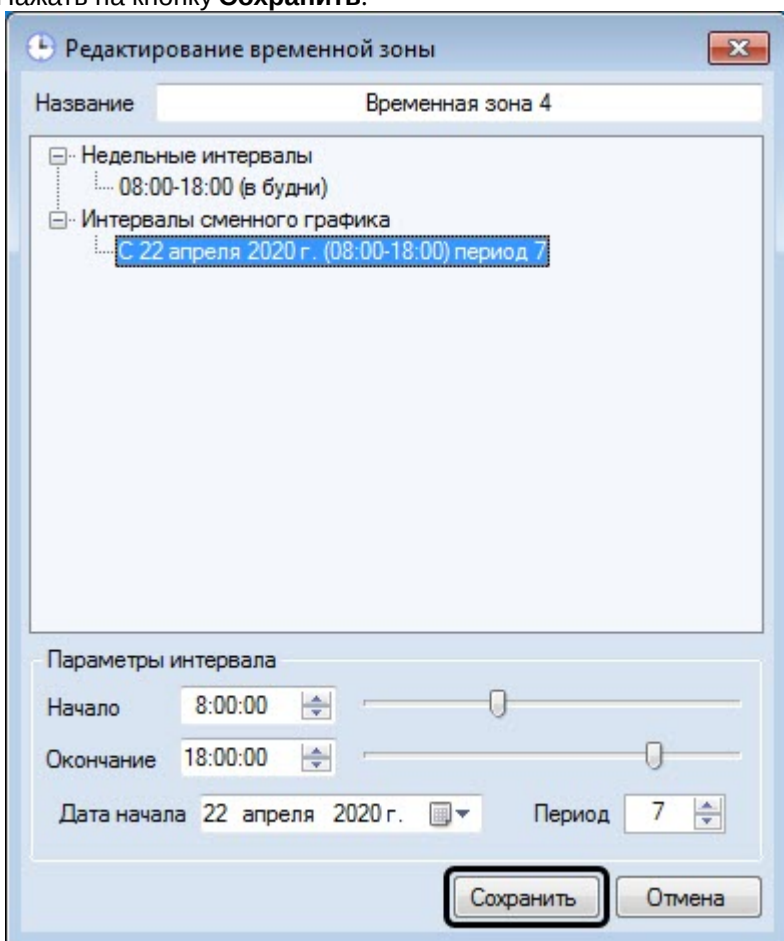 Нажать на кнопку Сохранить.
Редактирование временной зоны
Название Временная зона 4
Недельные интервалы
08:00-18:00 (в будни)
Интервалы сменного графика
С 22 апреля 2020 г. (08:00-18:00) период 7
Параметры интервала
Начало 8:00:00
Окончание 18:00:00
Дата начала 22 апреля 2020 г. Период 7
Сохранить Отмена